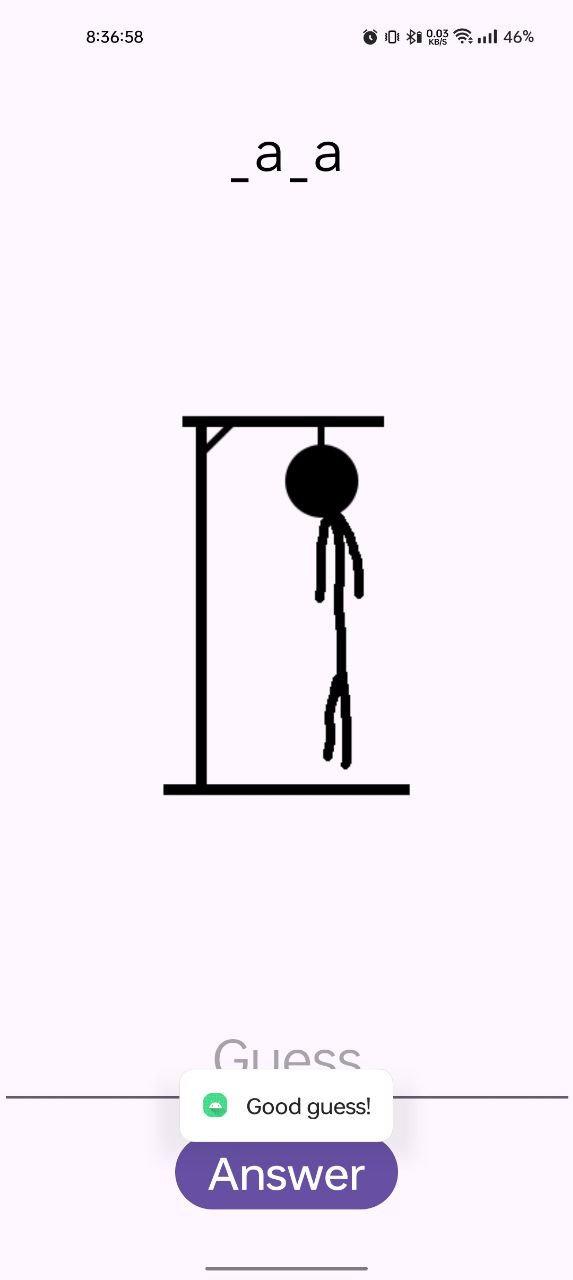 8:36:58 0.03 KB/S 46%
_a_a
Guess
Good guess!
Answer